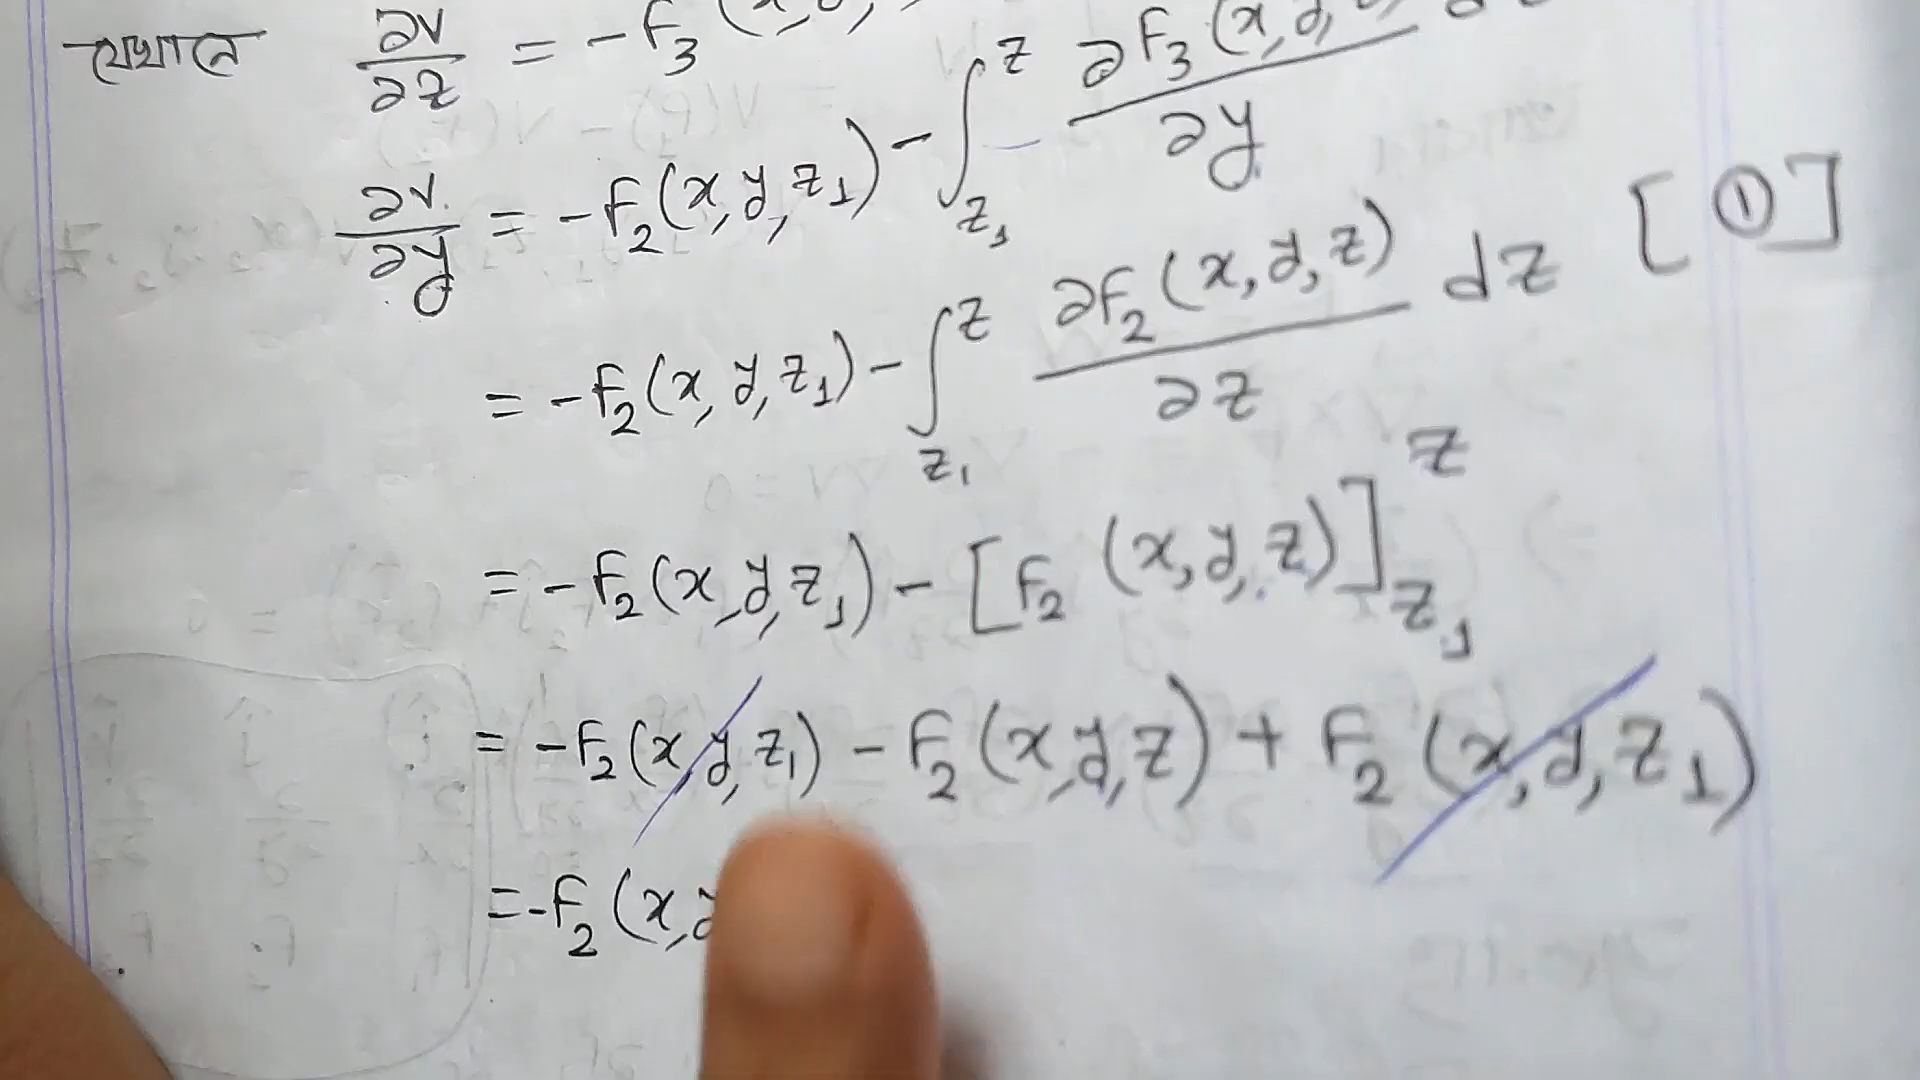 যেখানে ∂V/∂z = -F₃(x,
∂V/∂y = -F₂(x,y,z₁) - ∫_{z₁}^{z} ∂F₃(x,y, /∂y
= -F₂(x,y,z₁) - ∫_{z₁}^{z} ∂F₂(x,y,z)/∂z dz [①]
= -F₂(x,y,z₁) - [F₂(x,y,z)]_{z₁}^{z}
= -F₂(x,y,z₁) - F₂(x,y,z) + F₂(x,y,z₁)
= -F₂(x,y